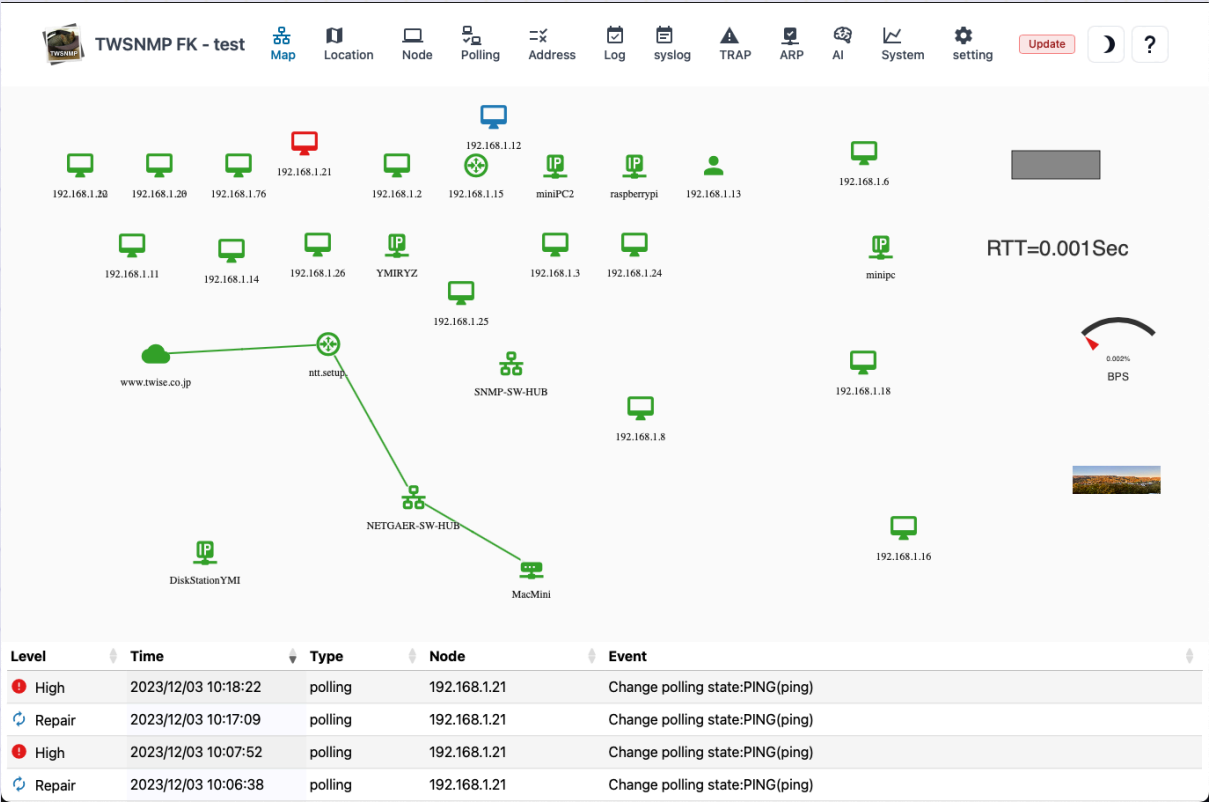 TWSNMP FK - test
Map
Location
Node
Polling
Address
Log
syslog
TRAP
ARP
AI
System
setting
Update
?
TWSNMP
192.168.1.12
192.168.1.21
192.168.1.20
192.168.1.76
192.168.1.2
192.168.1.15
IP
miniPC2
IP
raspberrypi
192.168.1.13
192.168.1.6
192.168.1.11
192.168.1.14
192.168.1.26
IP
YMIRYZ
192.168.1.3
192.168.1.24
IP
minipc
RTT=0.001Sec
192.168.1.25
www.twise.co.jp
ntt.setup.
SNMP-SW-HUB
192.168.1.18
0.002%
BPS
192.168.1.8
NETGAER-SW-HUB
192.168.1.16
IP
DiskStationYMI
MacMini
Level Time Type Node Event
High 2023/12/03 10:18:22 polling 192.168.1.21 Change polling state:PING(ping)
Repair 2023/12/03 10:17:09 polling 192.168.1.21 Change polling state:PING(ping)
High 2023/12/03 10:07:52 polling 192.168.1.21 Change polling state:PING(ping)
Repair 2023/12/03 10:06:38 polling 192.168.1.21 Change polling state:PING(ping)